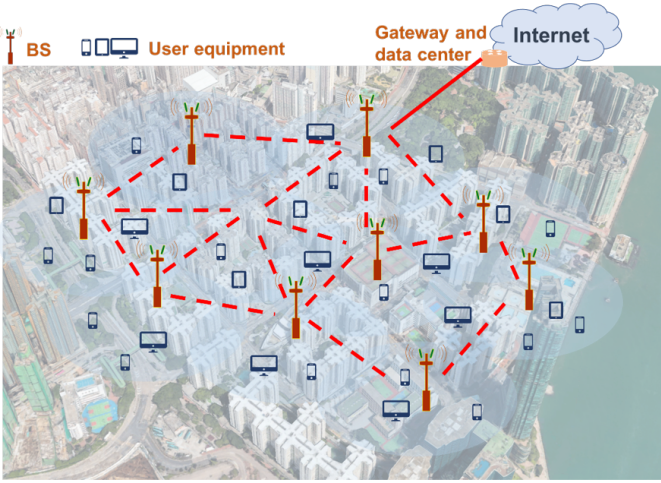 BS
User equipment
Gateway and
data center
Internet